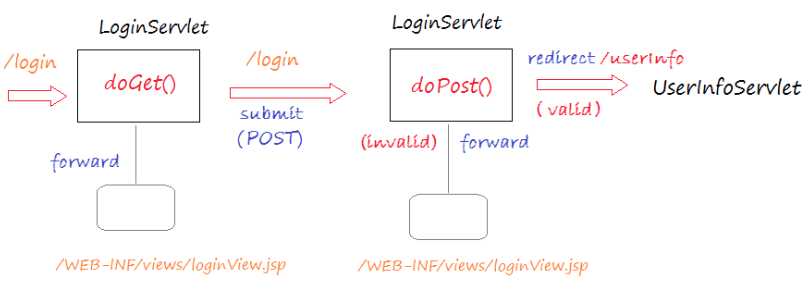 LoginServlet
/login
doGet()
forward
/WEB-INF/views/loginView.jsp
/login
submit
(POST)
LoginServlet
doPost()
(invalid)
forward
/WEB-INF/views/loginView.jsp
redirect /userInfo
(valid)
UserInfoServlet